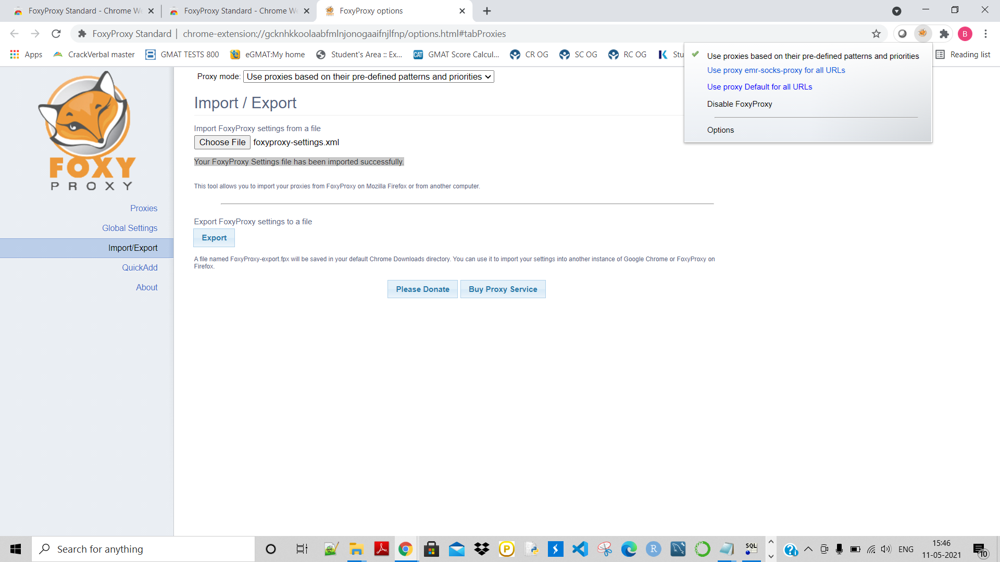 FoxyProxy Standard - Chrome We
FoxyProxy Standard - Chrome We
FoxyProxy options
FoxyProxy Standard | chrome-extension://gcknhkkoolaabfmlnjonogaaifnjlfnp/options.html#tabProxies
B
Apps
CrackVerbal master
GMAT TESTS 800
eGMAT:My home
Student's Area :: Ex...
CAT
GMAT Score Calcul...
CR OG
SC OG
RC OG
Stu
Reading list
Use proxies based on their pre-defined patterns and priorities
Use proxy emr-socks-proxy for all URLs
Use proxy Default for all URLs
Disable FoxyProxy
Options
FOXY
PROXY
Proxies
Global Settings
Import/Export
QuickAdd
About
Proxy mode: Use proxies based on their pre-defined patterns and priorities
Import / Export
Import FoxyProxy settings from a file
Choose File foxyproxy-settings.xml
Your FoxyProxy Settings file has been imported successfully.
This tool allows you to import your proxies from FoxyProxy on Mozilla Firefox or from another computer.
Export FoxyProxy settings to a file
Export
A file named FoxyProxy-export.fpx will be saved in your default Chrome Downloads directory. You can use it to import your settings into another instance of Google Chrome or FoxyProxy on
Firefox.
Please Donate
Buy Proxy Service
Search for anything
P
R
SQL
ENG
15:46
11-05-2021
10